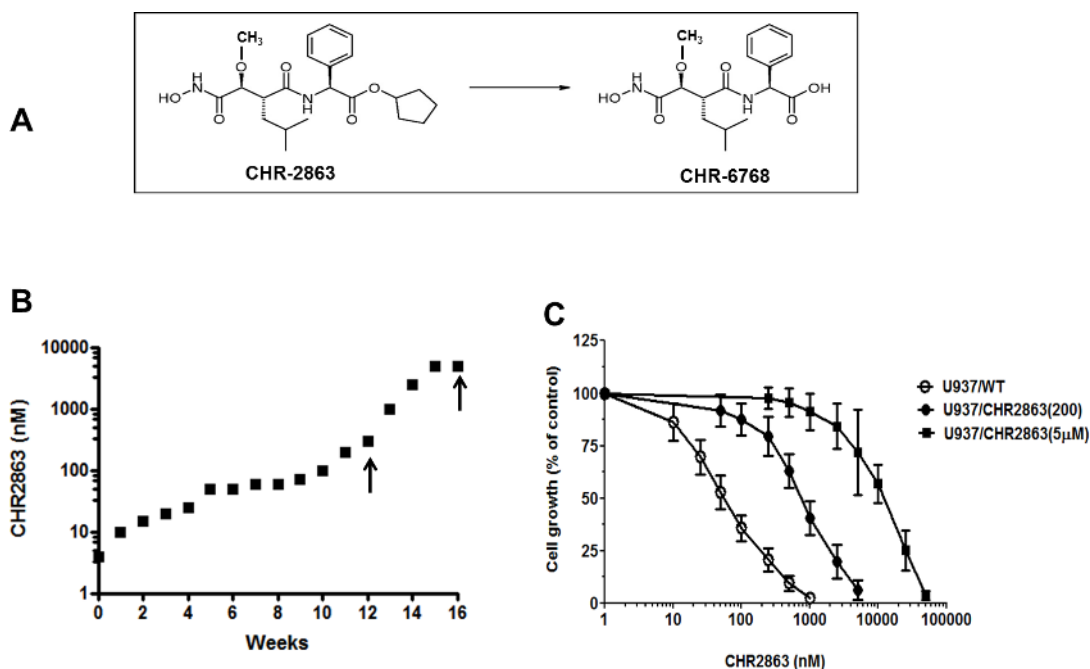 A
CH3
O
H
N
HO
O
O
N
H
O
O
CHR-2863
CH3
O
H
N
HO
O
O
N
H
OH
O
CHR-6768
B
CHR2863 (nM)
10000
1000
100
10
1
0 2 4 6 8 10 12 14 16
Weeks
C
Cell growth (% of control)
125
100
75
50
25
0
1 10 100 1000 10000 100000
CHR2863 (nM)
U937/WT
U937/CHR2863(200)
U937/CHR2863(5µM)